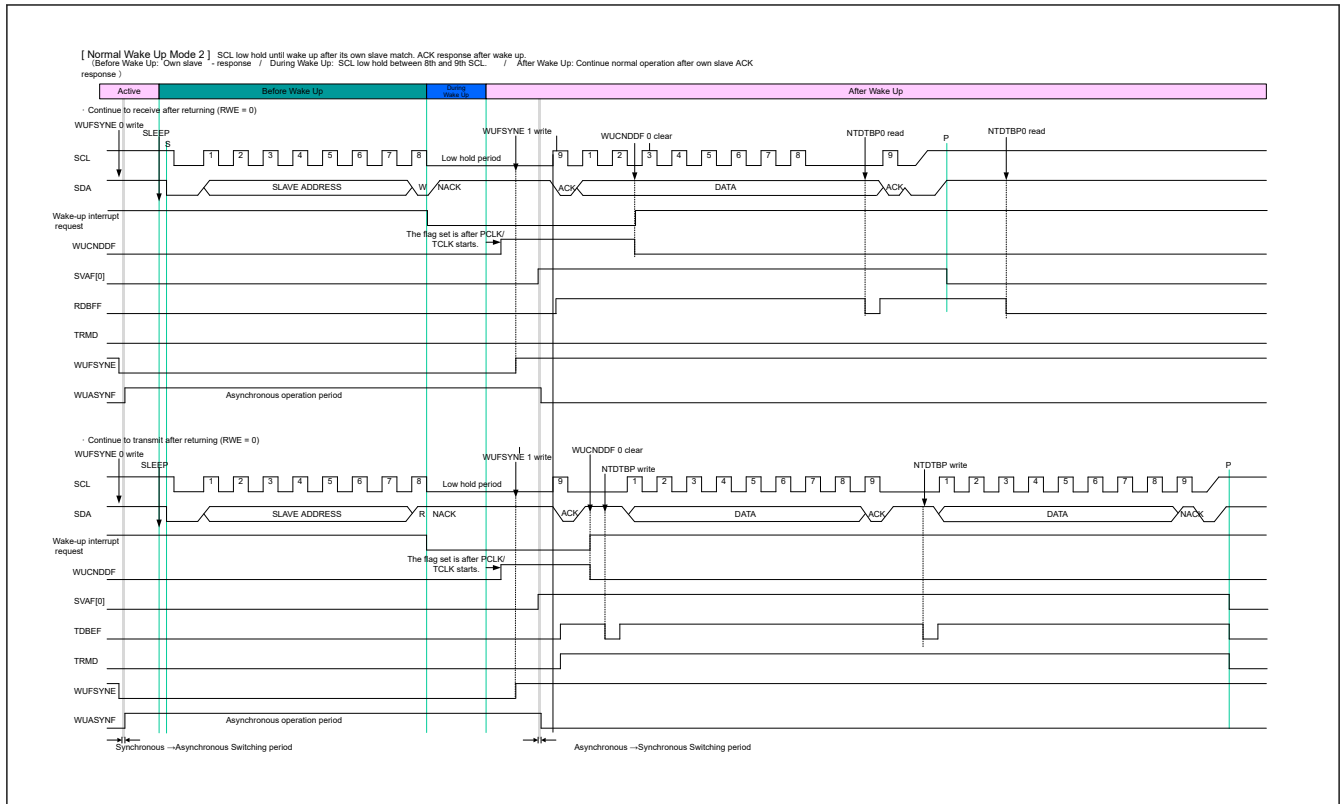 [ Normal Wake Up Mode 2 ] SCL low hold until wake up after its own slave match. ACK response after wake up.
（Before Wake Up: Own slave - response / During Wake Up: SCL low hold between 8th and 9th SCL. / After Wake Up: Continue normal operation after own slave ACK
response ）
Active Before Wake Up During Wake Up After Wake Up
· Continue to receive after returning (RWE = 0)
WUFSYNE 0 write
SLEEP
S
WUFSYNE 1 write
WUCNDDF 0 clear
NTDTBP0 read
P
NTDTBP0 read
SCL 1 2 3 4 5 6 7 8 Low hold period 9 1 2 3 4 5 6 7 8 9
SDA SLAVE ADDRESS W NACK ACK DATA ACK
Wake-up interrupt
request
The flag set is after PCLK/
TCLK starts.
WUCNDDF
SVAF[0]
RDBFF
TRMD
WUFSYNE
WUASYNF Asynchronous operation period
· Continue to transmit after returning (RWE = 0)
WUFSYNE 0 write
SLEEP
WUFSYNE 1 write
WUCNDDF 0 clear
NTDTBP write
NTDTBP write
P
SCL 1 2 3 4 5 6 7 8 Low hold period 9 1 2 3 4 5 6 7 8 9 1 2 3 4 5 6 7 8 9
SDA SLAVE ADDRESS R NACK ACK DATA ACK DATA NACK
Wake-up interrupt
request
The flag set is after PCLK/
TCLK starts.
WUCNDDF
SVAF[0]
TDBEF
TRMD
WUFSYNE
WUASYNF Asynchronous operation period
Synchronous →Asynchronous Switching period Asynchronous →Synchronous Switching period